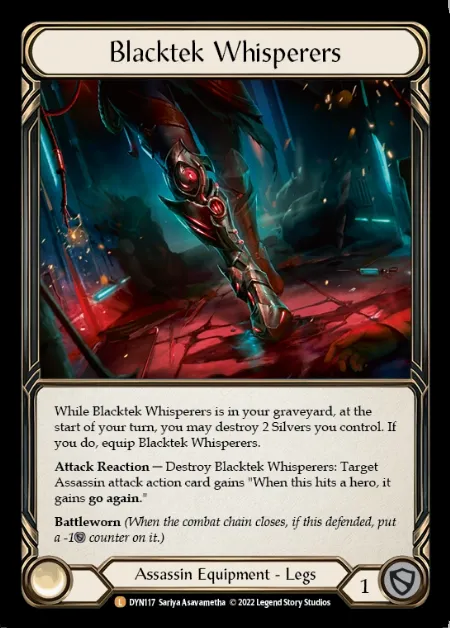 Blacktek Whisperers
While Blacktek Whisperers is in your graveyard, at the
start of your turn, you may destroy 2 Silvers you control. If
you do, equip Blacktek Whisperers.
Attack Reaction — Destroy Blacktek Whisperers: Target
Assassin attack action card gains "When this hits a hero, it
gains go again."
Battleworn (When the combat chain closes, if this defended, put
a -1 counter on it.)
Assassin Equipment - Legs
1
L DYN117 Sariya Asavametha © 2022 Legend Story Studios